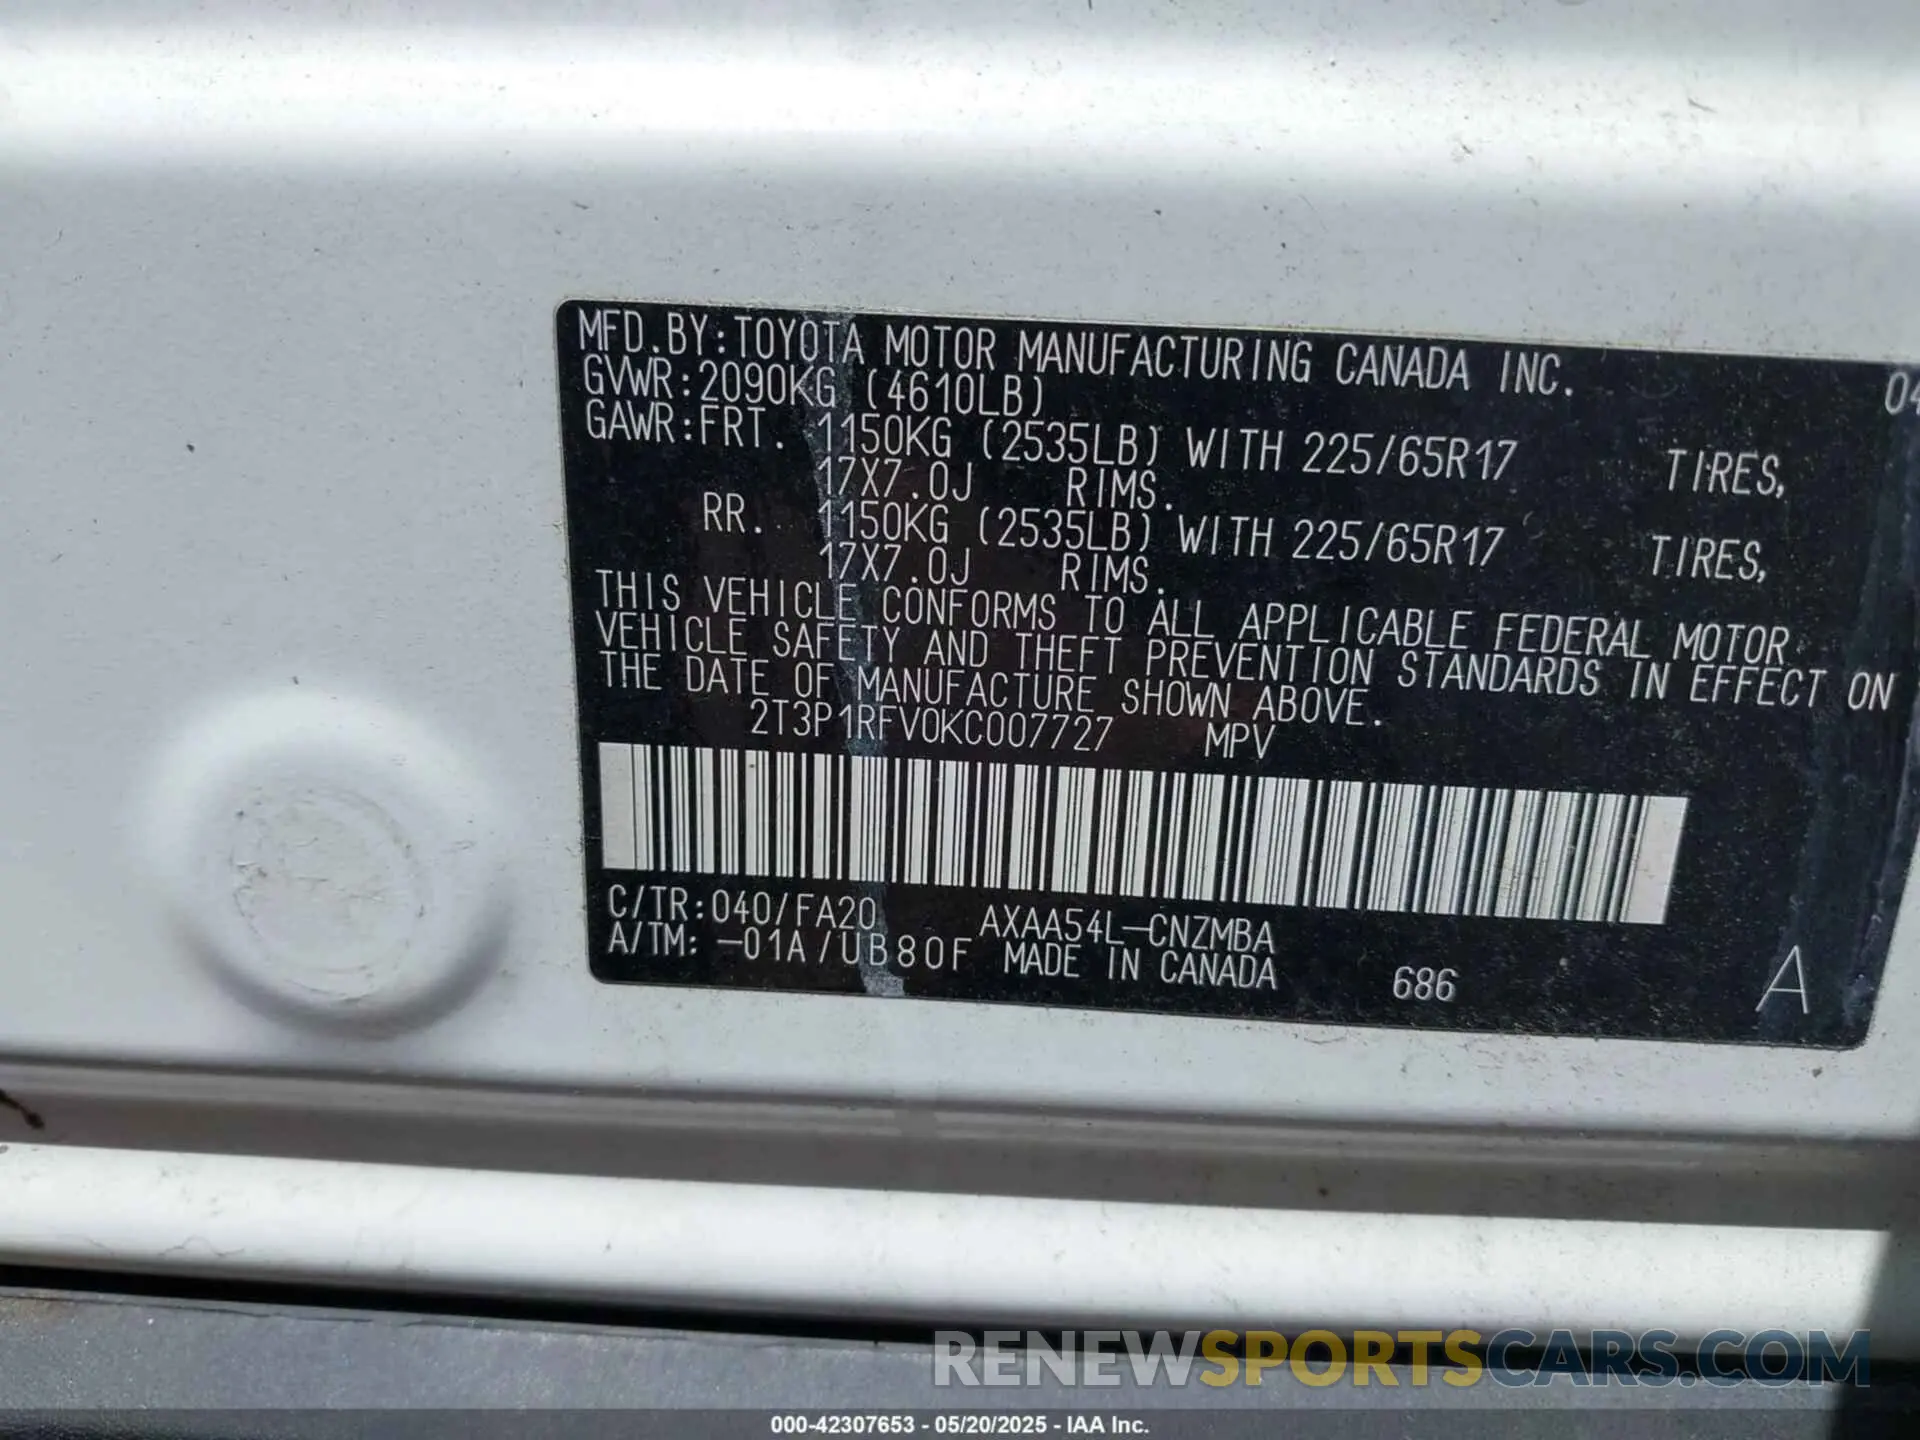 MFD.BY:TOYOTA MOTOR MANUFACTURING CANADA INC. 04
GVWR:2090KG (4610LB)
GAWR:FRT. 1150KG (2535LB) WITH 225/65R17 TIRES,
17X7.0J RIMS.
RR. 1150KG (2535LB) WITH 225/65R17 TIRES,
17X7.0J RIMS.
THIS VEHICLE CONFORMS TO ALL APPLICABLE FEDERAL MOTOR
VEHICLE SAFETY AND THEFT PREVENTION STANDARDS IN EFFECT ON
THE DATE OF MANUFACTURE SHOWN ABOVE.
2T3P1RFV0KC007727 MPV
C/TR:040/FA20 AXAA54L-CNZMBA
A/TM:-01A/UB80F MADE IN CANADA 686 A
RENEWSPORTSCARS.COM
000-42307653 - 05/20/2025 - IAA Inc.